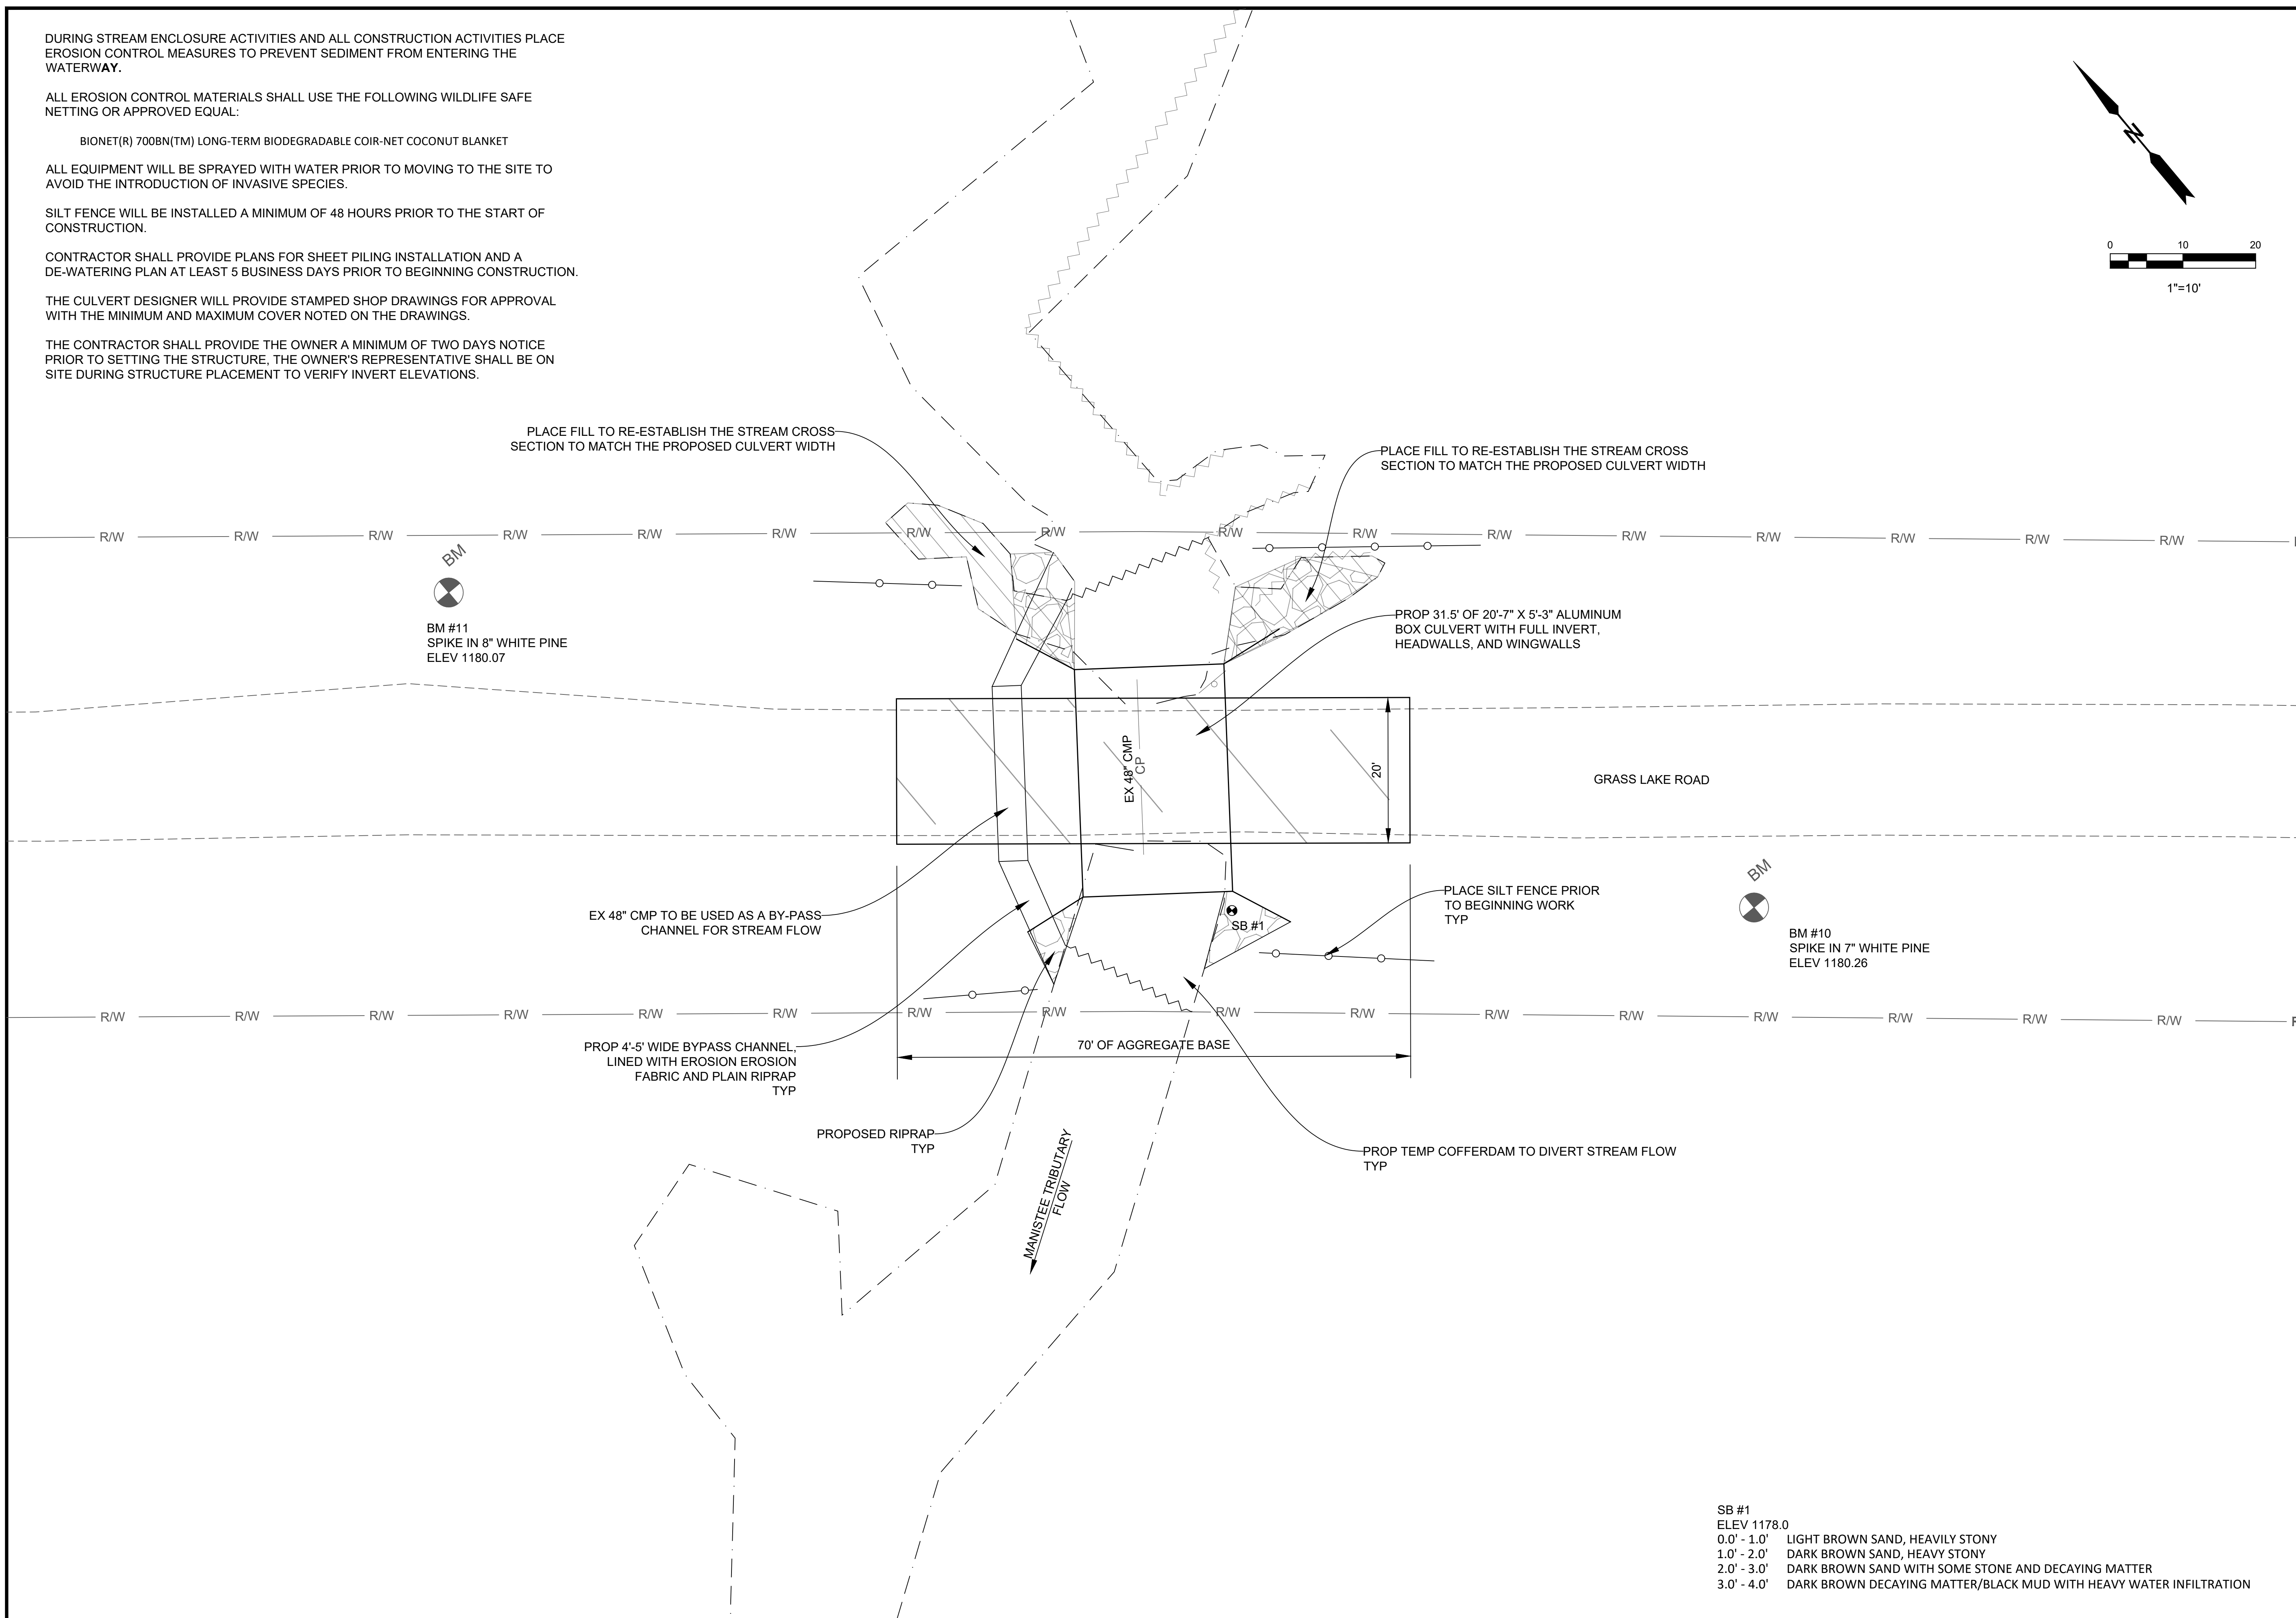 DURING STREAM ENCLOSURE ACTIVITIES AND ALL CONSTRUCTION ACTIVITIES PLACE
EROSION CONTROL MEASURES TO PREVENT SEDIMENT FROM ENTERING THE
WATERWAY.
ALL EROSION CONTROL MATERIALS SHALL USE THE FOLLOWING WILDLIFE SAFE
NETTING OR APPROVED EQUAL:
BIONET(R) 700BN(TM) LONG-TERM BIODEGRADABLE COIR-NET COCONUT BLANKET
ALL EQUIPMENT WILL BE SPRAYED WITH WATER PRIOR TO MOVING TO THE SITE TO
AVOID THE INTRODUCTION OF INVASIVE SPECIES.
SILT FENCE WILL BE INSTALLED A MINIMUM OF 48 HOURS PRIOR TO THE START OF
CONSTRUCTION.
CONTRACTOR SHALL PROVIDE PLANS FOR SHEET PILING INSTALLATION AND A
DE-WATERING PLAN AT LEAST 5 BUSINESS DAYS PRIOR TO BEGINNING CONSTRUCTION.
THE CULVERT DESIGNER WILL PROVIDE STAMPED SHOP DRAWINGS FOR APPROVAL
WITH THE MINIMUM AND MAXIMUM COVER NOTED ON THE DRAWINGS.
THE CONTRACTOR SHALL PROVIDE THE OWNER A MINIMUM OF TWO DAYS NOTICE
PRIOR TO SETTING THE STRUCTURE, THE OWNER'S REPRESENTATIVE SHALL BE ON
SITE DURING STRUCTURE PLACEMENT TO VERIFY INVERT ELEVATIONS.
N
0 10 20
1"=10'
PLACE FILL TO RE-ESTABLISH THE STREAM CROSS
SECTION TO MATCH THE PROPOSED CULVERT WIDTH
PLACE FILL TO RE-ESTABLISH THE STREAM CROSS
SECTION TO MATCH THE PROPOSED CULVERT WIDTH
R/W R/W R/W R/W R/W R/W R/W R/W R/W R/W R/W R/W R/W R/W R/W R/W
BM
BM #11
SPIKE IN 8" WHITE PINE
ELEV 1180.07
PROP 31.5' OF 20'-7" X 5'-3" ALUMINUM
BOX CULVERT WITH FULL INVERT,
HEADWALLS, AND WINGWALLS
EX 48" CMP
CP
20'
GRASS LAKE ROAD
EX 48" CMP TO BE USED AS A BY-PASS
CHANNEL FOR STREAM FLOW
SB #1
PLACE SILT FENCE PRIOR
TO BEGINNING WORK
TYP
BM
BM #10
SPIKE IN 7" WHITE PINE
ELEV 1180.26
R/W R/W R/W R/W R/W R/W R/W R/W R/W R/W R/W R/W R/W R/W R/W R/W
PROP 4'-5' WIDE BYPASS CHANNEL,
LINED WITH EROSION EROSION
FABRIC AND PLAIN RIPRAP
TYP
70' OF AGGREGATE BASE
PROPOSED RIPRAP
TYP
MANISTEE TRIBUTARY
FLOW
PROP TEMP COFFERDAM TO DIVERT STREAM FLOW
TYP
SB #1
ELEV 1178.0
0.0' - 1.0' LIGHT BROWN SAND, HEAVILY STONY
1.0' - 2.0' DARK BROWN SAND, HEAVY STONY
2.0' - 3.0' DARK BROWN SAND WITH SOME STONE AND DECAYING MATTER
3.0' - 4.0' DARK BROWN DECAYING MATTER/BLACK MUD WITH HEAVY WATER INFILTRATION